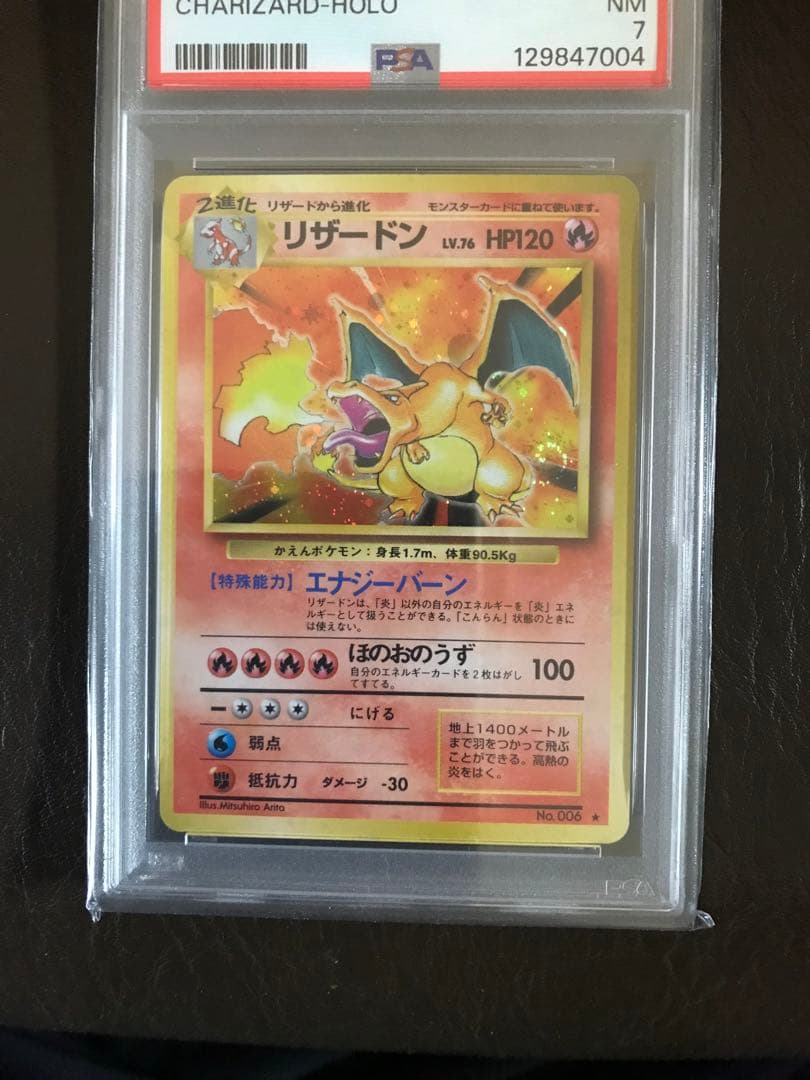 CHARIZARD-HOLO NM
7
PSA 129847004
2進化 リザードから進化 モンスターカードに重ねて使います。
リザードン LV.76 HP120
かえんポケモン：身長1.7m、体重90.5Kg
【特殊能力】エナジーバーン
リザードンは、「炎」以外の自分のエネルギーを「炎」エネ
ルギーとして扱うことができる。「こんらん」状態のときに
は使えない。
ほのおのうず 100
自分のエネルギーカードを2枚はがし
てすてる。
にげる
弱点
抵抗力 ダメージ -30
地上1400メートル
まで羽をつかって飛ぶ
ことができる。高熱の
炎をはく。
Illus.Mitsuhiro Arita
No.006 ★
PSA